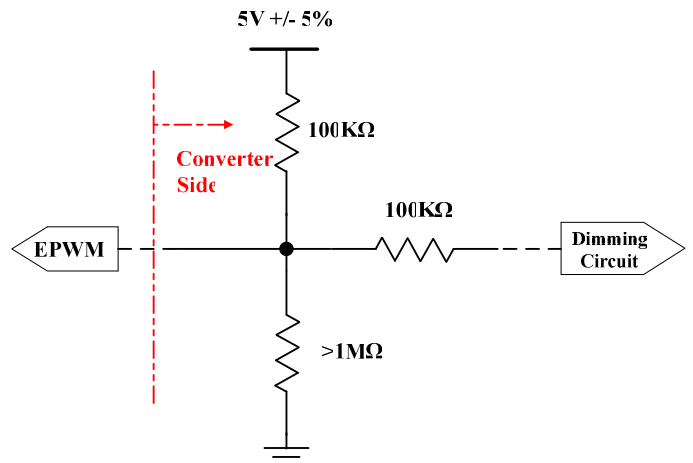 5V +/- 5%
100KΩ
Converter
Side
100KΩ
EPWM
Dimming
Circuit
>1MΩ